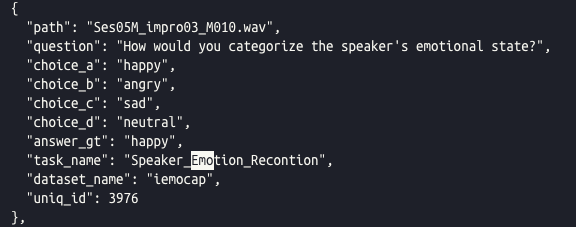 {
"path": "Ses05M_impro03_M010.wav",
"question": "How would you categorize the speaker's emotional state?",
"choice_a": "happy",
"choice_b": "angry",
"choice_c": "sad",
"choice_d": "neutral",
"answer_gt": "happy",
"task_name": "Speaker_Emotion_Recontion",
"dataset_name": "iemocap",
"uniq_id": 3976
},